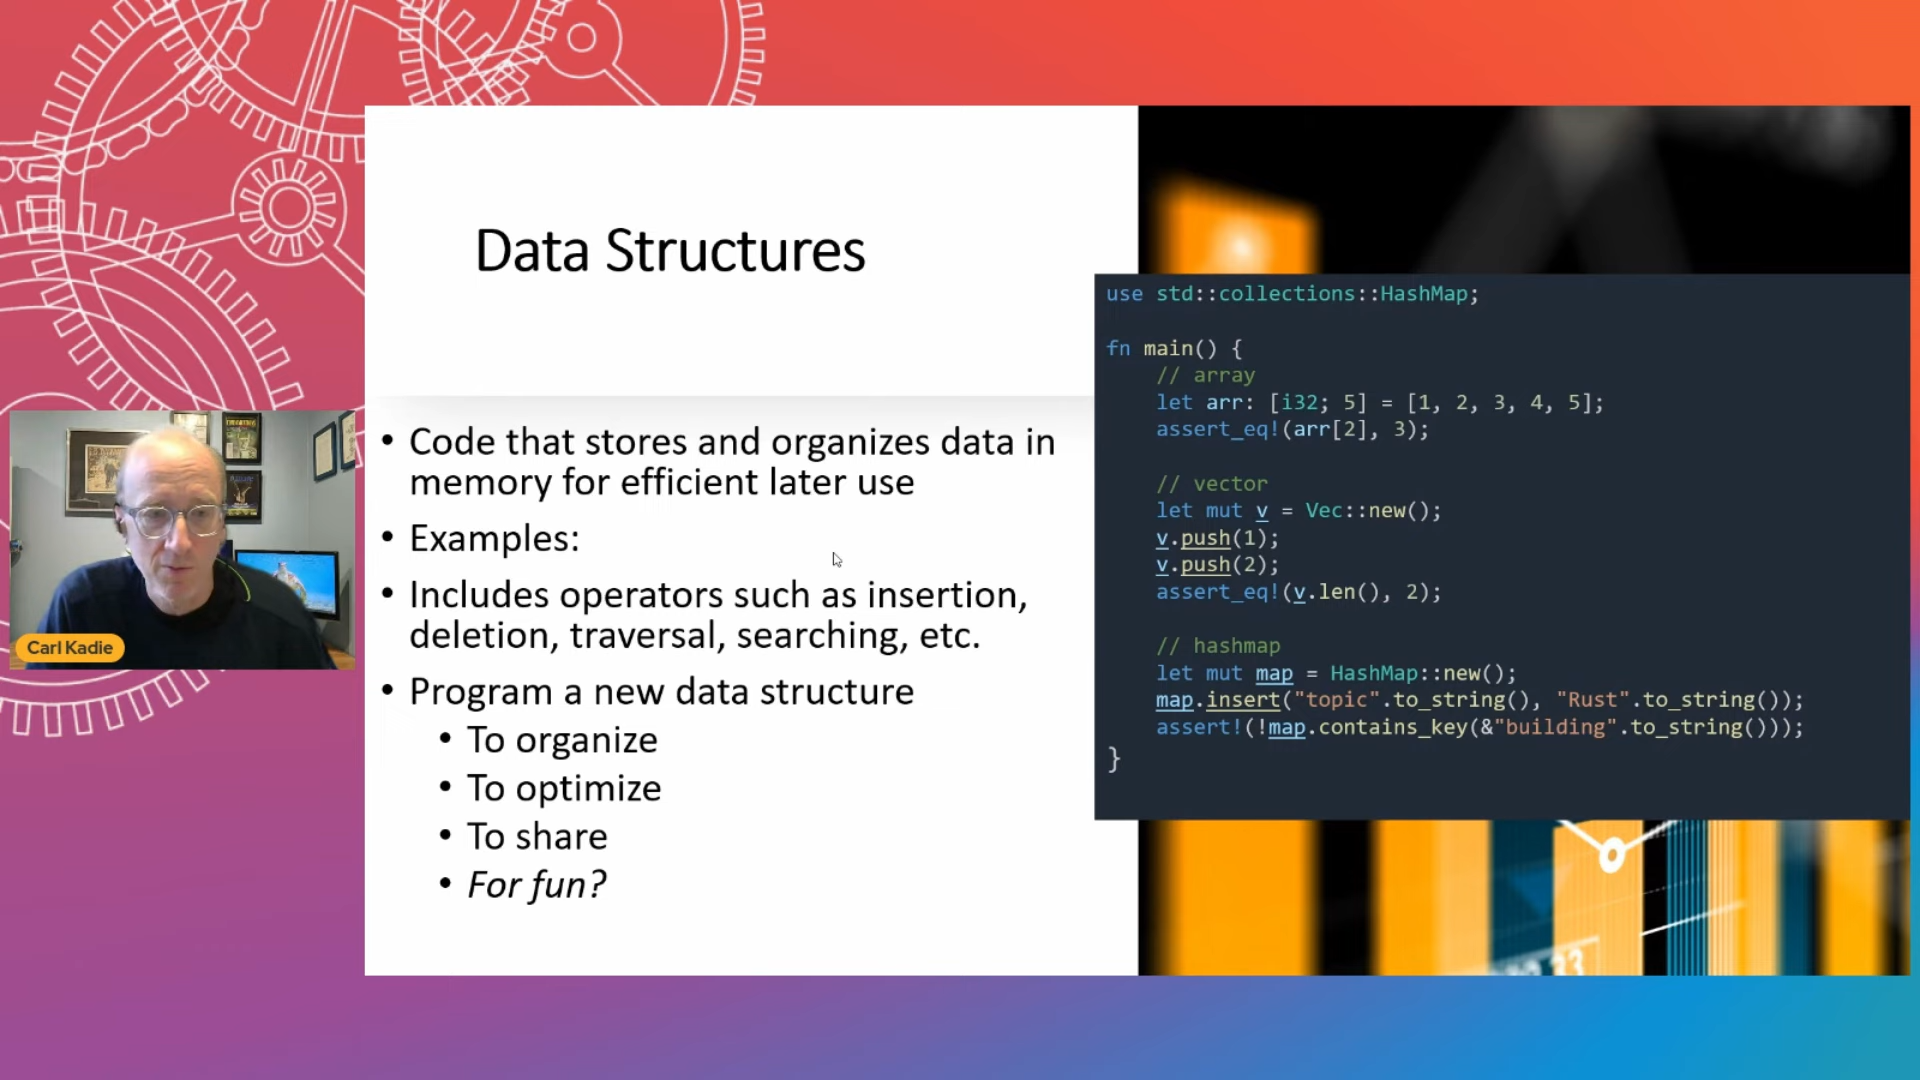 Data Structures
• Code that stores and organizes data in
memory for efficient later use
• Examples:
• Includes operators such as insertion,
deletion, traversal, searching, etc.
• Program a new data structure
• To organize
• To optimize
• To share
• For fun?
use std::collections::HashMap;
fn main() {
// array
let arr: [i32; 5] = [1, 2, 3, 4, 5];
assert_eq!(arr[2], 3);
// vector
let mut v = Vec::new();
v.push(1);
v.push(2);
assert_eq!(v.len(), 2);
// hashmap
let mut map = HashMap::new();
map.insert("topic".to_string(), "Rust".to_string());
assert!(!map.contains_key(&"building".to_string()));
}
Carl Kadie